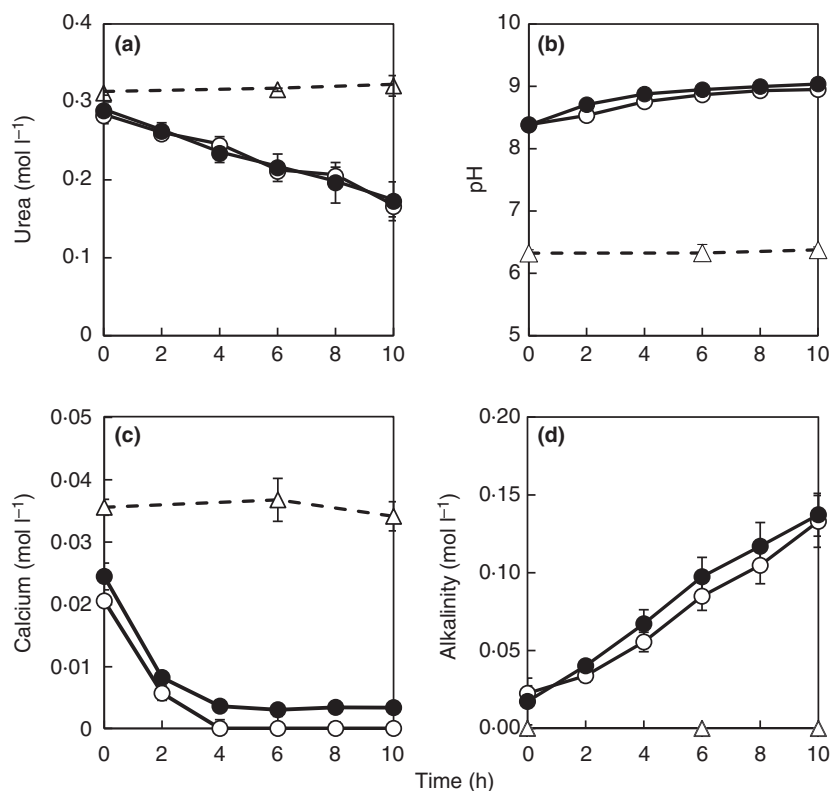 0·4
(a)
0·3
0·2
0·1
0
Urea (mol l⁻¹)
0 2 4 6 8 10
10
(b)
9
8
7
6
5
pH
0 2 4 6 8 10
0·05
(c)
0·04
0·03
0·02
0·01
0
Calcium (mol l⁻¹)
0 2 4 6 8 10
0·20
(d)
0·15
0·10
0·05
0·00
Alkalinity (mol l⁻¹)
0 2 4 6 8 10
Time (h)